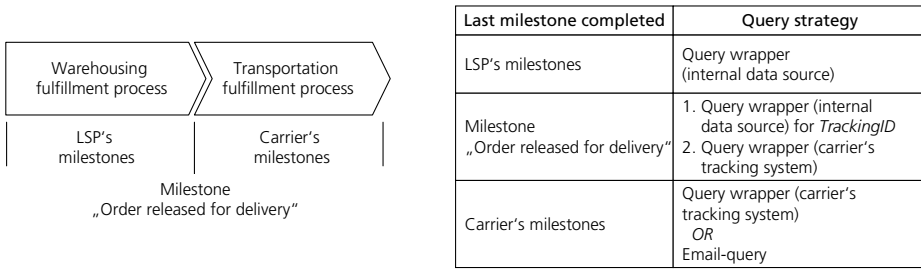 Warehousing
fulfillment process
Transportation
fulfillment process
LSP's
milestones
Carrier's
milestones
Milestone
„Order released for delivery“
Last milestone completed
Query strategy
LSP's milestones
Query wrapper
(internal data source)
Milestone
„Order released for delivery“
1. Query wrapper (internal
data source) for TrackingID
2. Query wrapper (carrier's
tracking system)
Carrier's milestones
Query wrapper (carrier's
tracking system)
OR
Email-query